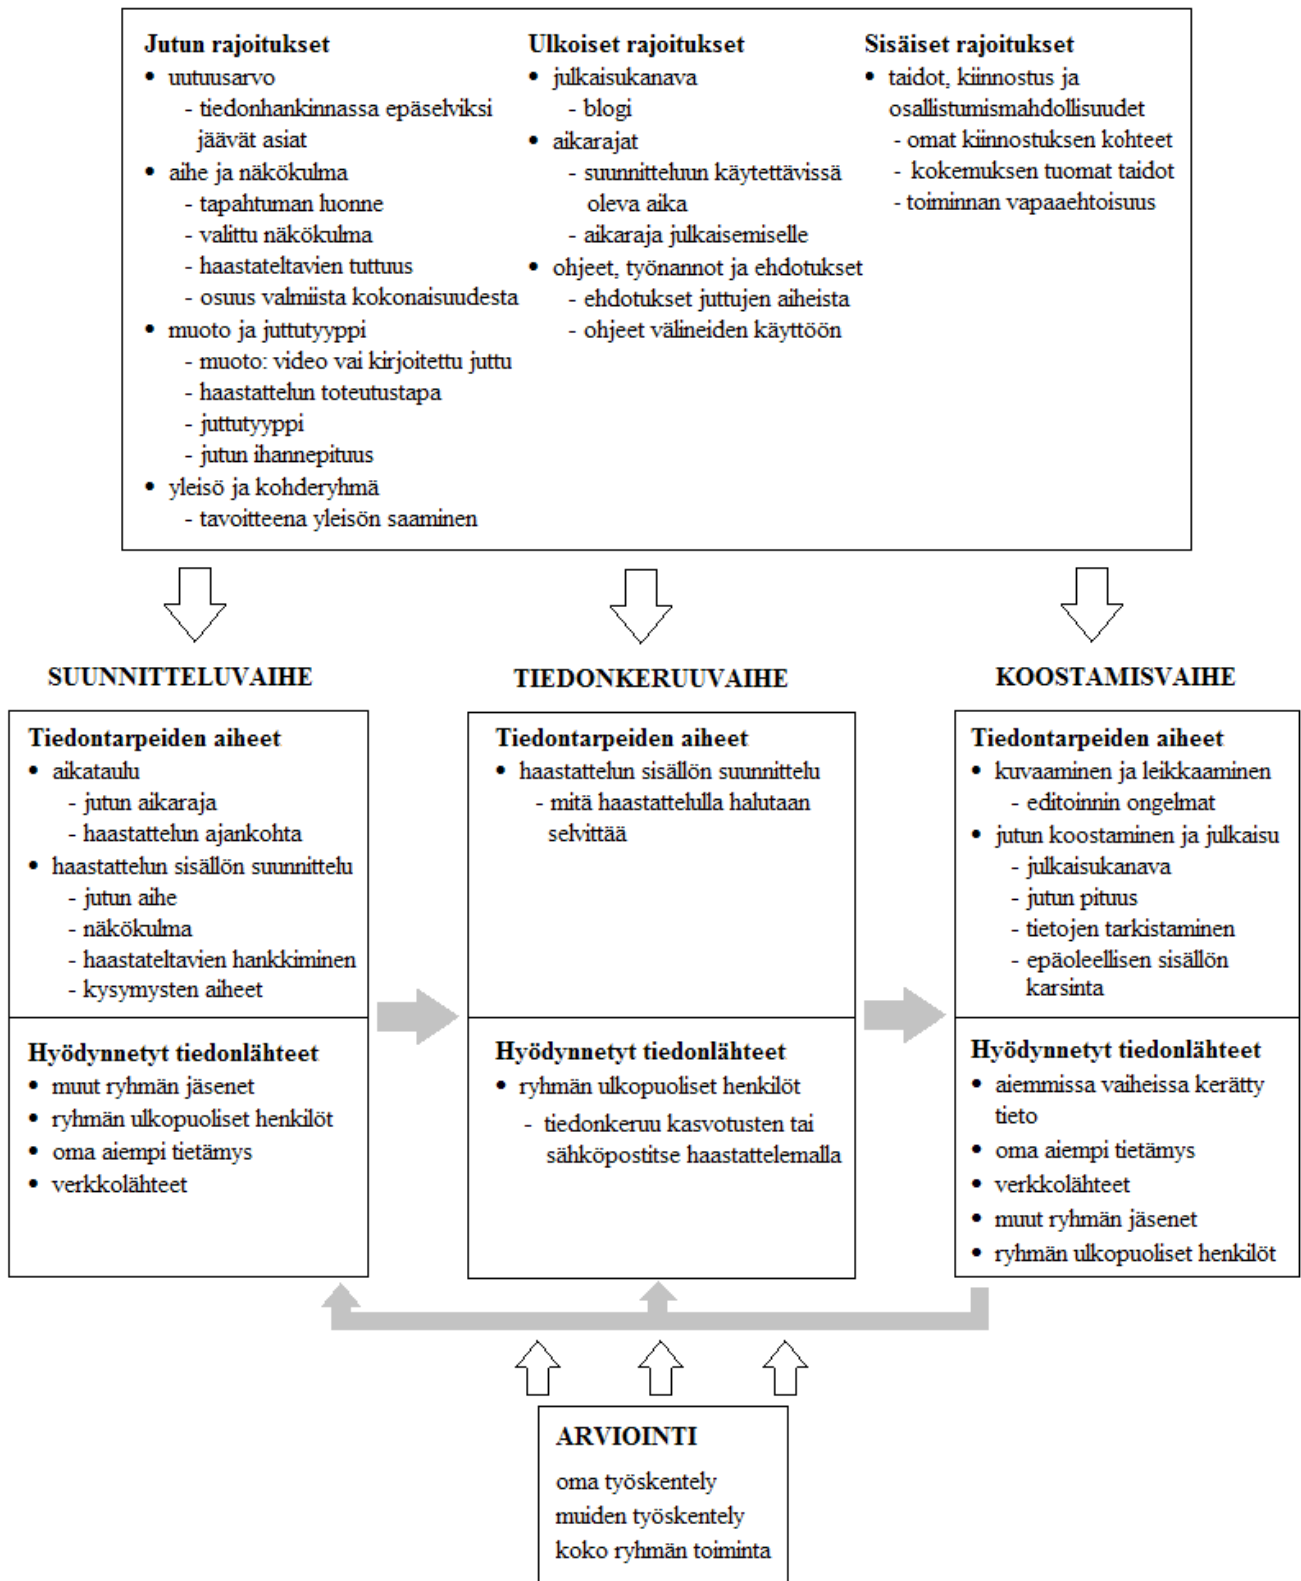 Jutun rajoitukset
• uutuusarvo
- tiedonhankinnassa epäselviksi
jäävät asiat
• aihe ja näkökulma
- tapahtuman luonne
- valittu näkökulma
- haastateltavien tuttuus
- osuus valmiista kokonaisuudesta
• muoto ja juttutyyppi
- muoto: video vai kirjoitettu juttu
- haastattelun toteutustapa
- juttutyyppi
- jutun ihannepituus
• yleisö ja kohderyhmä
- tavoitteena yleisön saaminen
Ulkoiset rajoitukset
• julkaisukanava
- blogi
• aikarajat
- suunnitteluun käytettävissä
oleva aika
- aikaraja julkaisemiselle
• ohjeet, työnannot ja ehdotukset
- ehdotukset juttujen aiheista
- ohjeet välineiden käyttöön
Sisäiset rajoitukset
• taidot, kiinnostus ja
osallistumismahdollisuudet
- omat kiinnostuksen kohteet
- kokemuksen tuomat taidot
- toiminnan vapaaehtoisuus
SUUNNITTELUVAIHE
Tiedontarpeiden aiheet
• aikataulu
- jutun aikaraja
- haastattelun ajankohta
• haastattelun sisällön suunnittelu
- jutun aihe
- näkökulma
- haastateltavien hankkiminen
- kysymysten aiheet
Hyödynnetyt tiedonlähteet
• muut ryhmän jäsenet
• ryhmän ulkopuoliset henkilöt
• oma aiempi tietämys
• verkkolähteet
TIEDONKERUUVAIHE
Tiedontarpeiden aiheet
• haastattelun sisällön suunnittelu
- mitä haastattelulla halutaan
selvittää
Hyödynnetyt tiedonlähteet
• ryhmän ulkopuoliset henkilöt
- tiedonkeruu kasvotusten tai
sähköpostitse haastattelemalla
KOOSTAMISVAIHE
Tiedontarpeiden aiheet
• kuvaaminen ja leikkaaminen
- editoinnin ongelmat
• jutun koostaminen ja julkaisu
- julkaisukanava
- jutun pituus
- tietojen tarkistaminen
- epäoleellisen sisällön
karsinta
Hyödynnetyt tiedonlähteet
• aiemmissa vaiheissa kerätty
tieto
• oma aiempi tietämys
• verkkolähteet
• muut ryhmän jäsenet
• ryhmän ulkopuoliset henkilöt
ARVIOINTI
oma työskentely
muiden työskentely
koko ryhmän toiminta